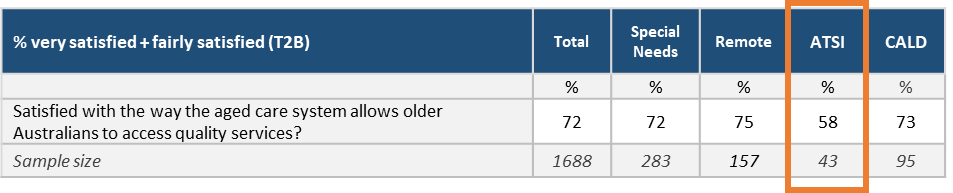 % very satisfied + fairly satisfied (T2B) Total Special Needs Remote ATSI CALD
% % % % %
Satisfied with the way the aged care system allows older
Australians to access quality services? 72 72 75 58 73
Sample size 1688 283 157 43 95